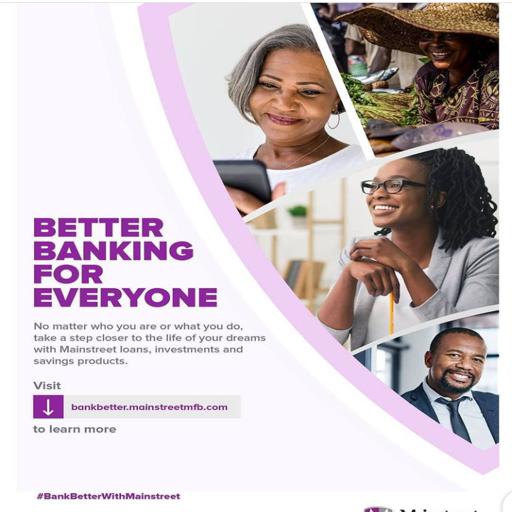 BETTER
BANKING
FOR
EVERYONE
No matter who you are or what you do,
take a step closer to the life of your dreams
with Mainstreet loans, investments and
savings products.
Visit
bankbetter.mainstreetmfb.com
to learn more
#BankBetterWithMainstreet